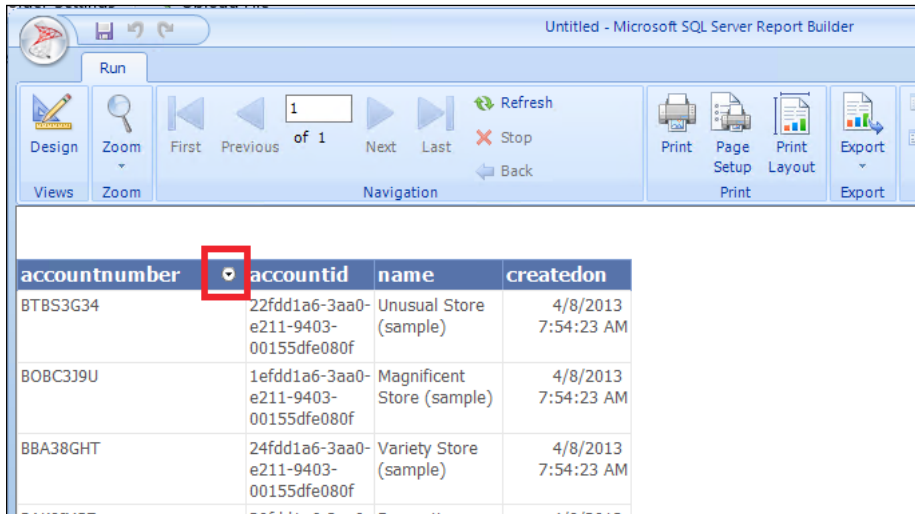 Untitled - Microsoft SQL Server Report Builder
Run
Design
Zoom
First
Previous
1
of 1
Next
Last
Refresh
Stop
Back
Print
Page Setup
Print Layout
Export
Views
Zoom
Navigation
Print
Export
accountnumber accountid name createdon
BTBS3G34 22fdd1a6-3aa0- Unusual Store 4/8/2013
e211-9403- (sample) 7:54:23 AM
00155dfe080f
BOBC3J9U 1efdd1a6-3aa0- Magnificent 4/8/2013
e211-9403- Store (sample) 7:54:23 AM
00155dfe080f
BBA38GHT 24fdd1a6-3aa0- Variety Store 4/8/2013
e211-9403- (sample) 7:54:23 AM
00155dfe080f